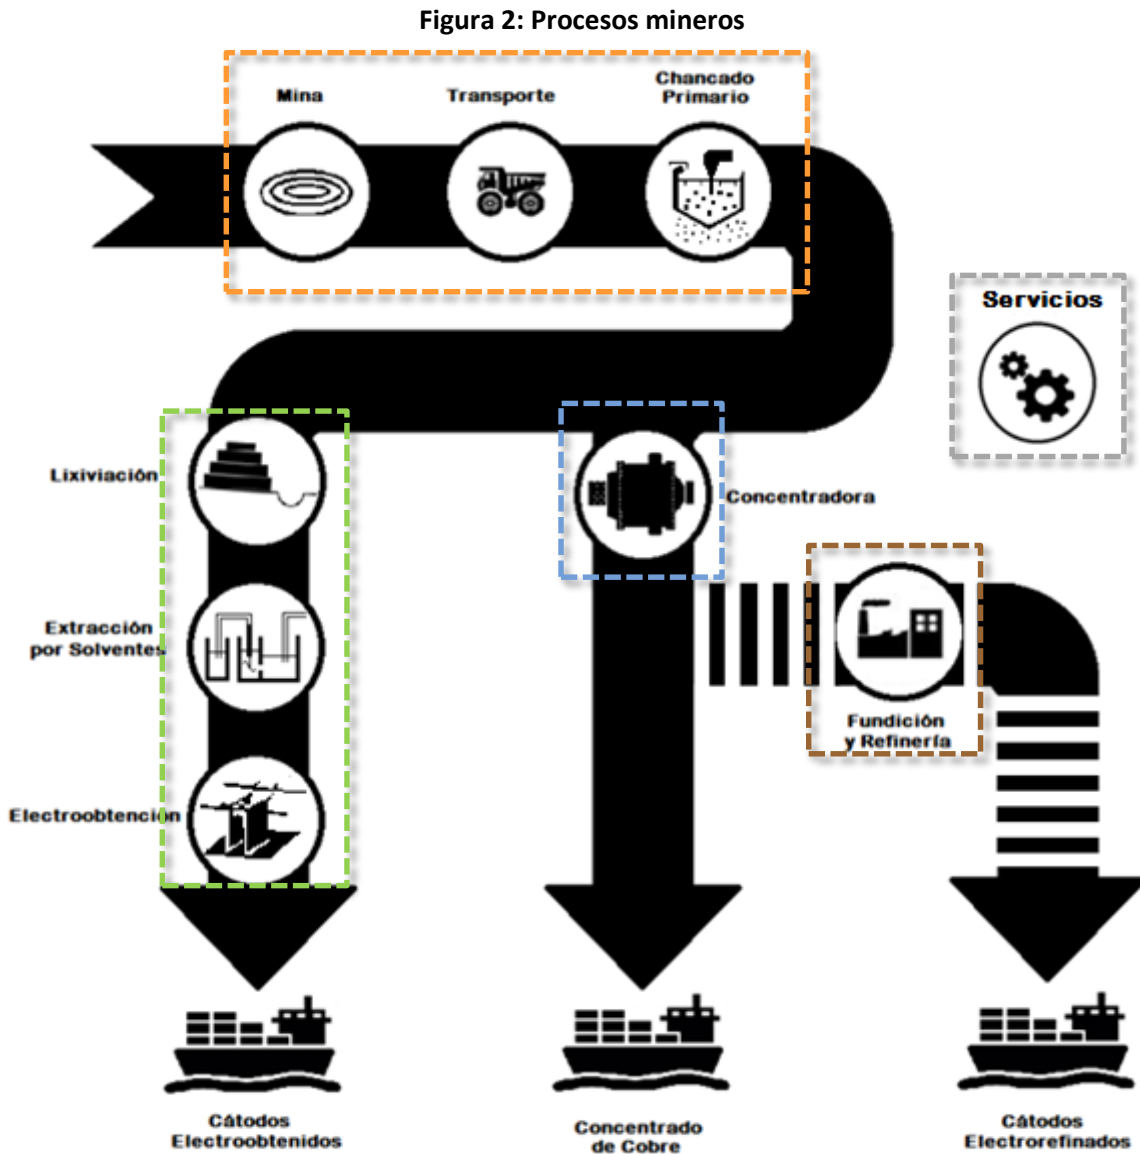 Figura 2: Procesos mineros
Mina
Transporte
Chancado
Primario
Servicios
Lixiviación
Concentradora
Extracción
por Solventes
Fundición
y Refinería
Electroobtención
Cátodos
Electroobtenidos
Concentrado
de Cobre
Cátodos
Electrorefinados